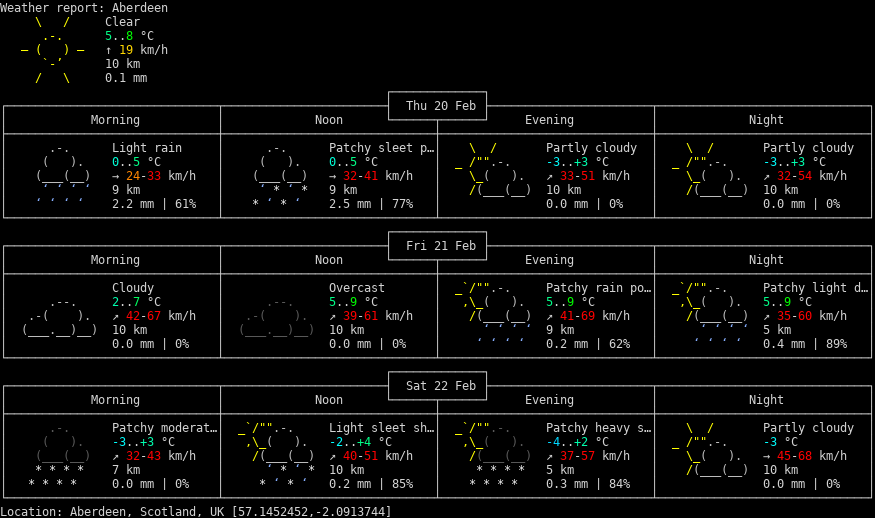 Weather report: Aberdeen
Clear
5..8 °C
↑ 19 km/h
10 km
0.1 mm
Thu 20 Feb
Morning Noon Evening Night
Light rain Patchy sleet p… Partly cloudy Partly cloudy
0..5 °C 0..5 °C -3..+3 °C -3..+3 °C
→ 24-33 km/h → 32-41 km/h ↗ 33-51 km/h ↗ 32-54 km/h
9 km 9 km 10 km 10 km
2.2 mm | 61% 2.5 mm | 77% 0.0 mm | 0% 0.0 mm | 0%
Fri 21 Feb
Morning Noon Evening Night
Cloudy Overcast Patchy rain po… Patchy light d…
2..7 °C 5..9 °C 5..9 °C 5..9 °C
↗ 42-67 km/h ↗ 39-61 km/h ↗ 41-69 km/h ↗ 35-60 km/h
10 km 10 km 9 km 5 km
0.0 mm | 0% 0.0 mm | 0% 0.2 mm | 62% 0.4 mm | 89%
Sat 22 Feb
Morning Noon Evening Night
Patchy moderat… Light sleet sh… Patchy heavy s… Partly cloudy
-3..+3 °C -2..+4 °C -4..+2 °C -3 °C
↗ 32-43 km/h ↗ 40-51 km/h ↗ 37-57 km/h → 45-68 km/h
7 km 10 km 5 km 10 km
0.0 mm | 0% 0.2 mm | 85% 0.3 mm | 84% 0.0 mm | 0%
Location: Aberdeen, Scotland, UK [57.1452452,-2.0913744]